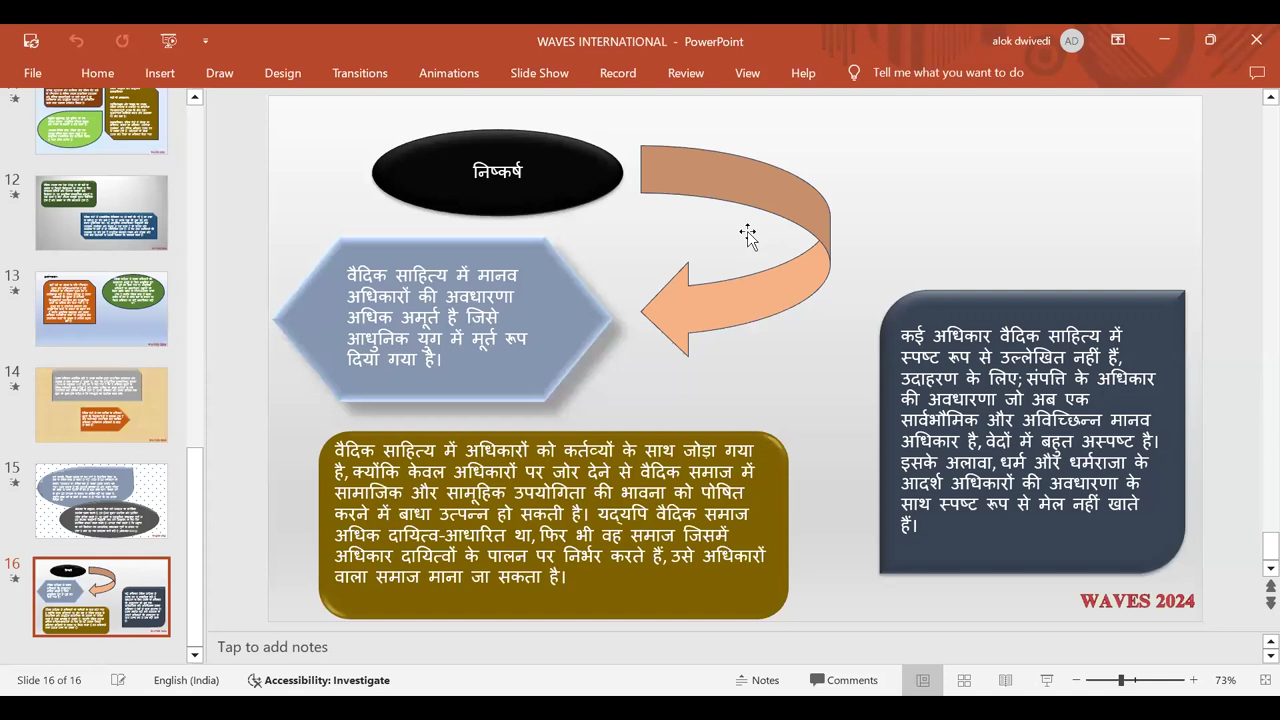 WAVES INTERNATIONAL - PowerPoint
alok dwivedi AD
File Home Insert Draw Design Transitions Animations Slide Show Record Review View Help Tell me what you want to do
12
13
14
15
16
निष्कर्ष
वैदिक साहित्य में मानव
अधिकारों की अवधारणा
अधिक अमूर्त है जिसे
आधुनिक युग में मूर्त रूप
दिया गया है।
वैदिक साहित्य में अधिकारों को कर्तव्यों के साथ जोड़ा गया
है, क्योंकि केवल अधिकारों पर जोर देने से वैदिक समाज में
सामाजिक और सामूहिक उपयोगिता की भावना को पोषित
करने में बाधा उत्पन्न हो सकती है। यद्यपि वैदिक समाज
अधिक दायित्व-आधारित था, फिर भी वह समाज जिसमें
अधिकार दायित्वों के पालन पर निर्भर करते हैं, उसे अधिकारों
वाला समाज माना जा सकता है।
कई अधिकार वैदिक साहित्य में
स्पष्ट रूप से उल्लेखित नहीं हैं,
उदाहरण के लिए; संपत्ति के अधिकार
की अवधारणा जो अब एक
सार्वभौमिक और अविच्छिन्न मानव
अधिकार है, वेदों में बहुत अस्पष्ट है।
इसके अलावा, धर्म और धर्मराजा के
आदर्श अधिकारों की अवधारणा के
साथ स्पष्ट रूप से मेल नहीं खाते
हैं।
WAVES 2024
Tap to add notes
Slide 16 of 16 English (India) Accessibility: Investigate Notes Comments 73%